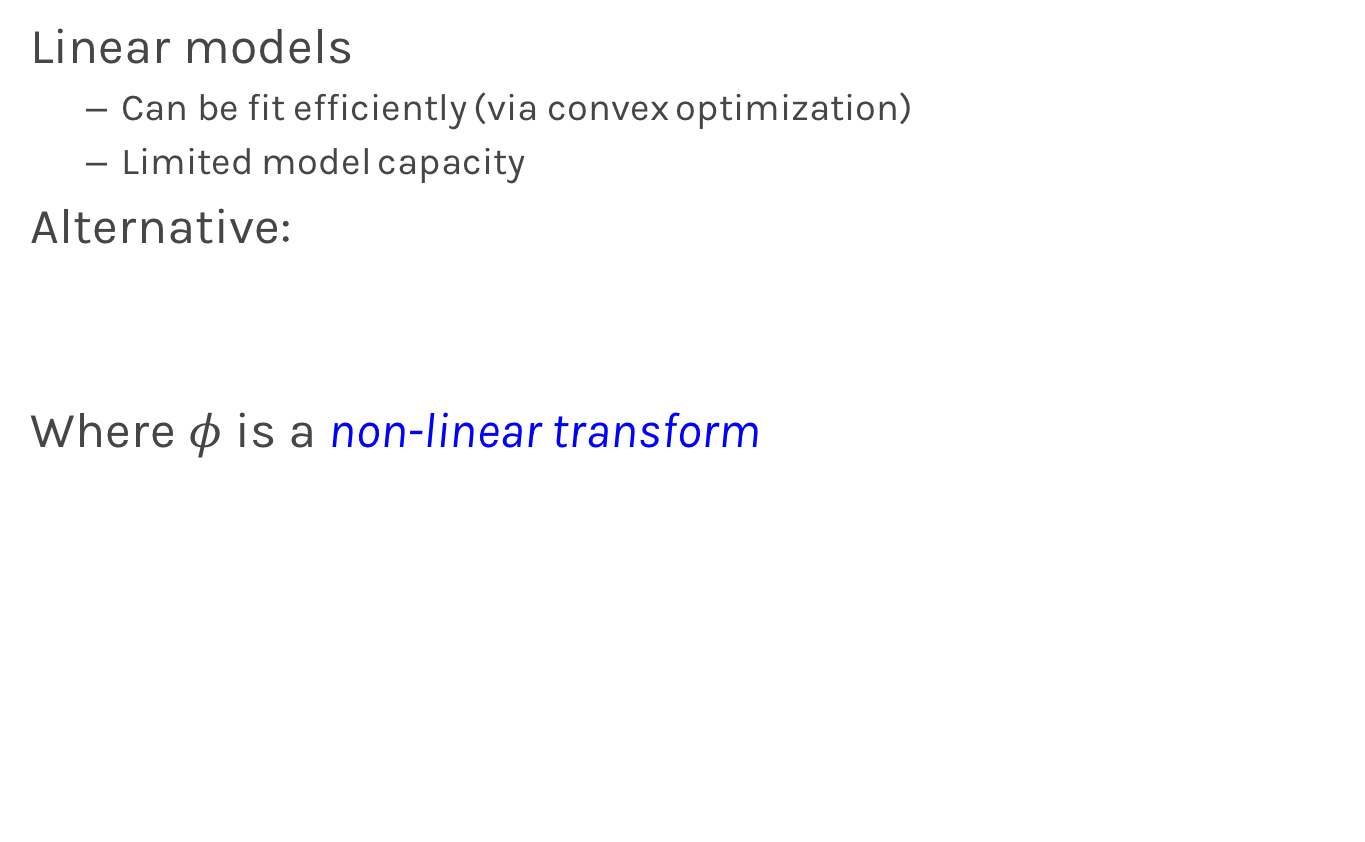 Linear models
– Can be fit efficiently (via convex optimization)
– Limited model capacity
Alternative:
Where ϕ is a non-linear transform